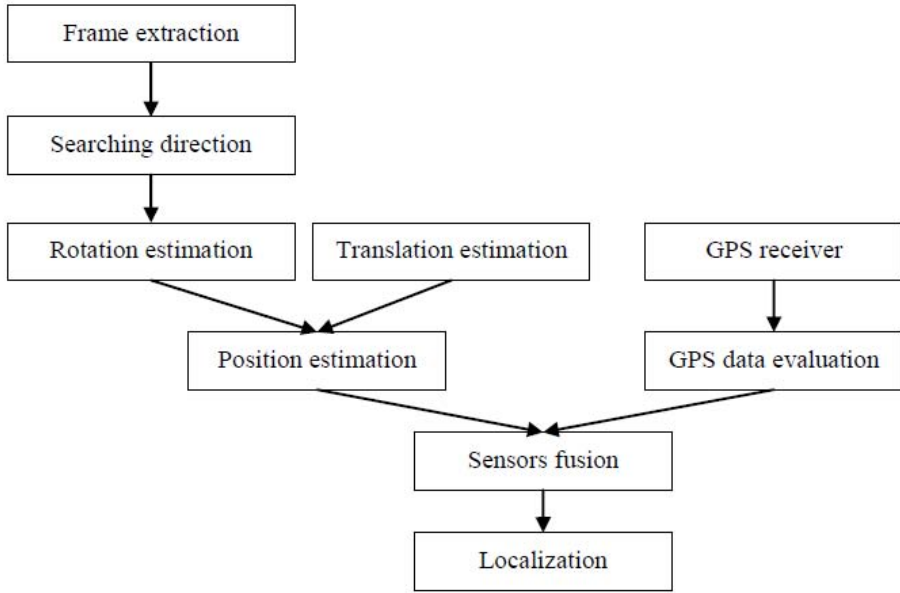 Frame extraction
Searching direction
Rotation estimation
Translation estimation
GPS receiver
Position estimation
GPS data evaluation
Sensors fusion
Localization